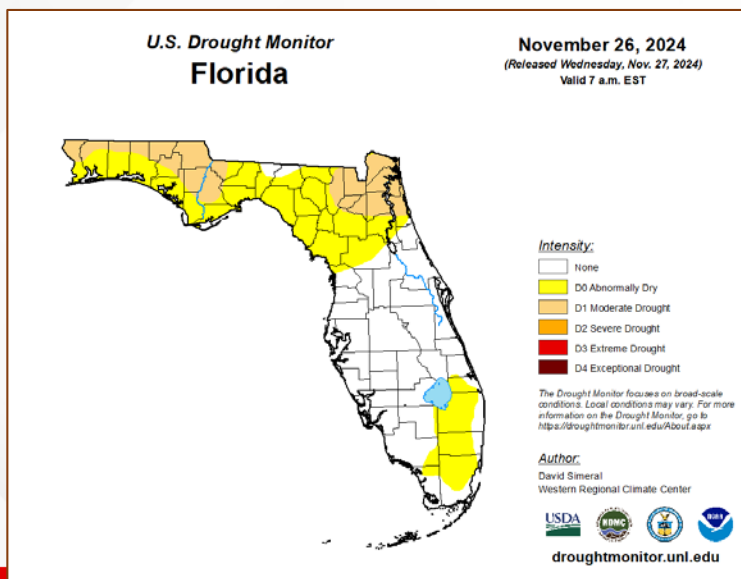 U.S. Drought Monitor
Florida
November 26, 2024
(Released Wednesday, Nov. 27, 2024)
Valid 7 a.m. EST
Intensity:
None
D0 Abnormally Dry
D1 Moderate Drought
D2 Severe Drought
D3 Extreme Drought
D4 Exceptional Drought
The Drought Monitor focuses on broad-scale
conditions. Local conditions may vary. For more
information on the Drought Monitor, go to
https://droughtmonitor.unl.edu/About.aspx
Author:
David Simeral
Western Regional Climate Center
USDA
NDMC
droughtmonitor.unl.edu